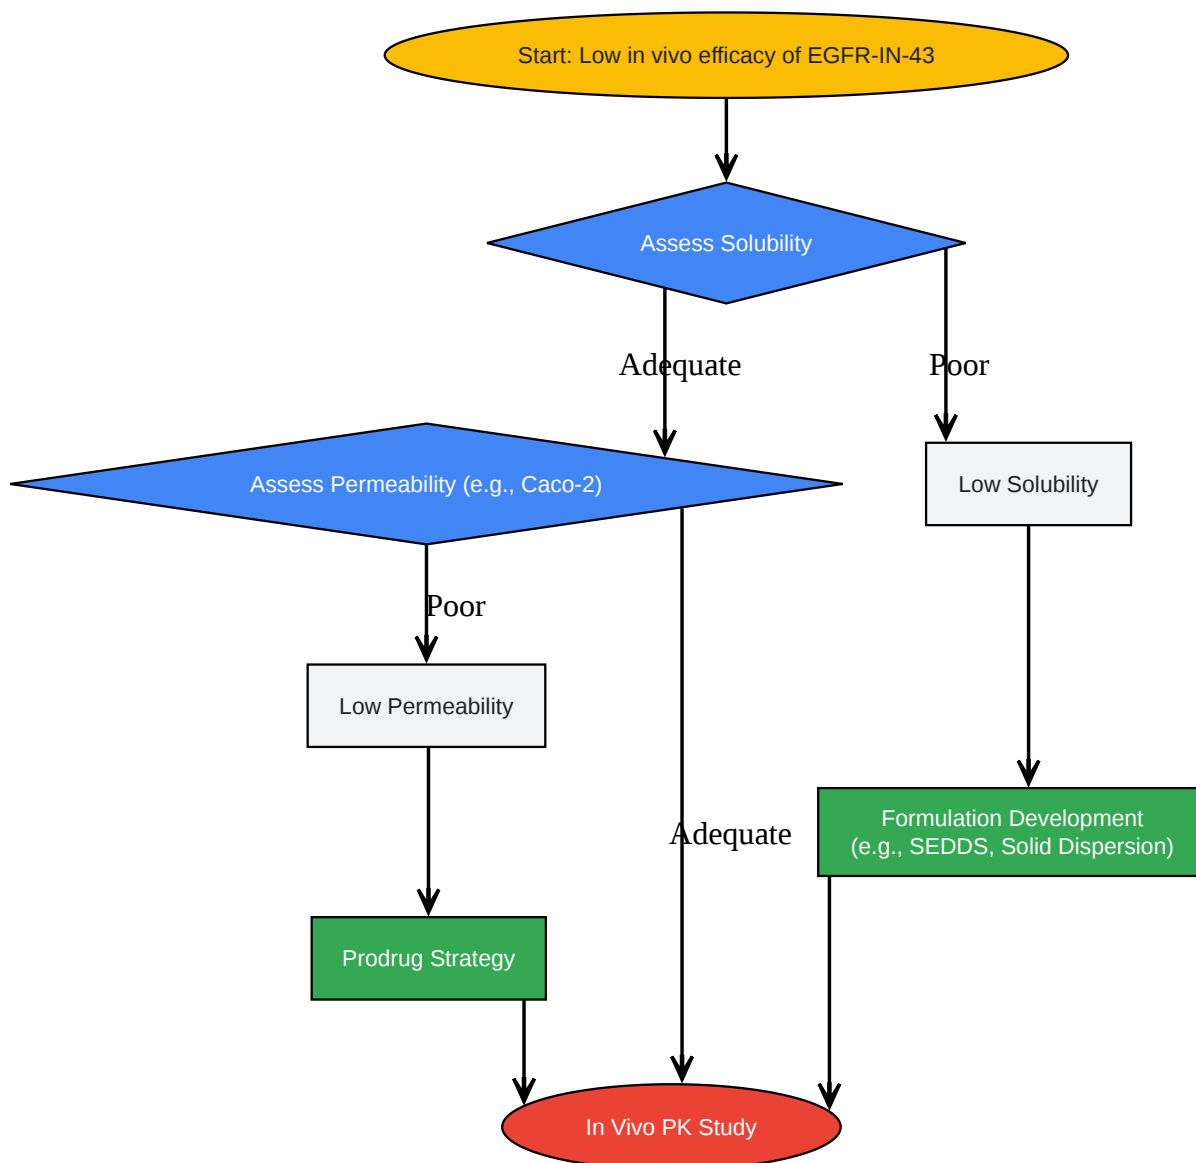 Start: Low in vivo efficacy of EGFR-IN-43
Assess Solubility
Adequate
Poor
Assess Permeability (e.g., Caco-2)
Low Solubility
Poor
Low Permeability
Adequate
Formulation Development
(e.g., SEDDS, Solid Dispersion)
Prodrug Strategy
In Vivo PK Study